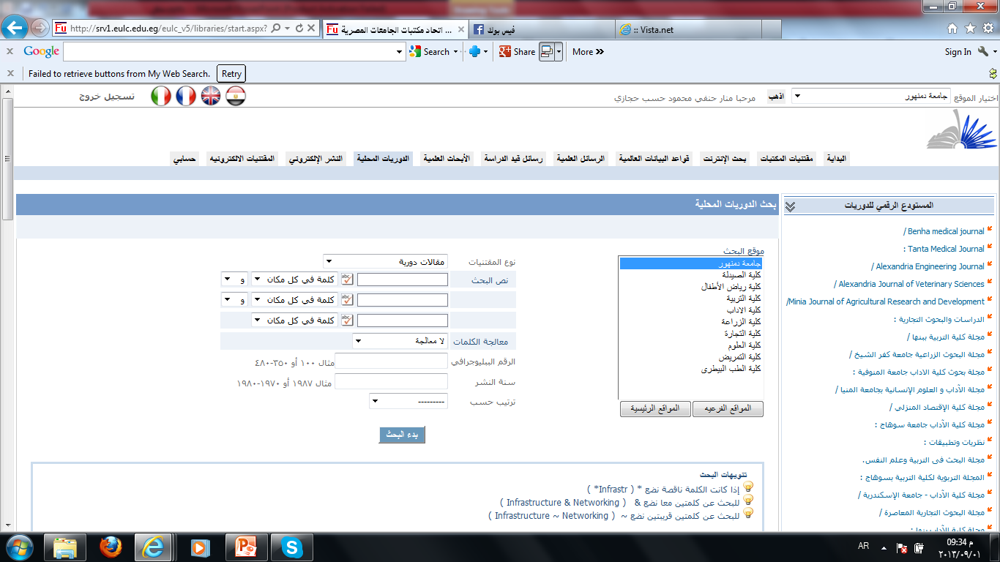 http://srv1.eulc.edu.eg/eulc_v5/libraries/start.aspx?
اتحاد مكتبات الجامعات المصرية ...
فيس بوك
:: Vista.net
Google
Search
Share
More »
Sign In
Failed to retrieve buttons from My Web Search.
Retry
اختيار الموقع
جامعة دمنهور
اذهب
مرحبا منار حنفي محمود حسب حجازي
تسجيل خروج
البداية
مقتنيات المكتبات
بحث الإنترنت
قواعد البيانات العالمية
الرسائل العلمية
رسائل قيد الدراسة
الأبحاث العلمية
الدوريات المحلية
النشر الإلكتروني
المقتنيات الالكترونيه
حسابي
المستودع الرقمي للدوريات
Benha medical journal /
Tanta Medical Journal :
Alexandria Engineering Journal /
Alexandria Journal of Veterinary Sciences /
Minia Journal of Agricultural Research and Development/
الدراسات والبحوث التجارية :
مجلة كلية التربية ببنها /
مجلة البحوث الزراعية جامعة كفر الشيخ /
مجلة بحوث كلية الاداب جامعة المنوفية :
مجلة الآداب و العلوم الإنسانية بجامعة المنيا /
مجلة كلية الإقتصاد المنزلي /
مجلة كلية الآداب جامعة سوهاج :
نظريات وتطبيقات :
مجلة البحث فى التربية وعلم النفس.
المجلة التربوية لكلية التربية بسوهاج :
مجلة كلية الآداب - جامعة الإسكندرية /
مجلة البحوث التجارية المعاصرة /
مجلة كلية الآداب ببنها :
بحث الدوريات المحلية
موقع البحث
جامعة دمنهور
كلية الصيدلة
كلية رياض الأطفال
كلية التربية
كلية الاداب
كلية الزراعة
كلية التجارة
كلية العلوم
كلية التمريض
كلية الطب البيطرى
المواقع الفرعيه
المواقع الرئيسية
نوع المقتنيات
مقالات دورية
نص البحث
كلمة في كل مكان
و
كلمة في كل مكان
و
كلمة في كل مكان
معالجة الكلمات
لا معالجة
الرقم الببليوجرافي
مثال ١٠٠ أو ٣٥٠-٤٨٠
سنة النشر
مثال ١٩٨٧ أو ١٩٧٠-١٩٨٠
ترتيب حسب
---------
بدء البحث
تنويهات البحث
إذا كانت الكلمة ناقصة نضع * ( Infrastr* )
للبحث عن كلمتين معا نضع & ( Infrastructure & Networking )
للبحث عن كلمتين قريبتين نضع ~ ( Infrastructure ~ Networking )
AR
09:34 م
٢٠١٣/٠٩/٠١